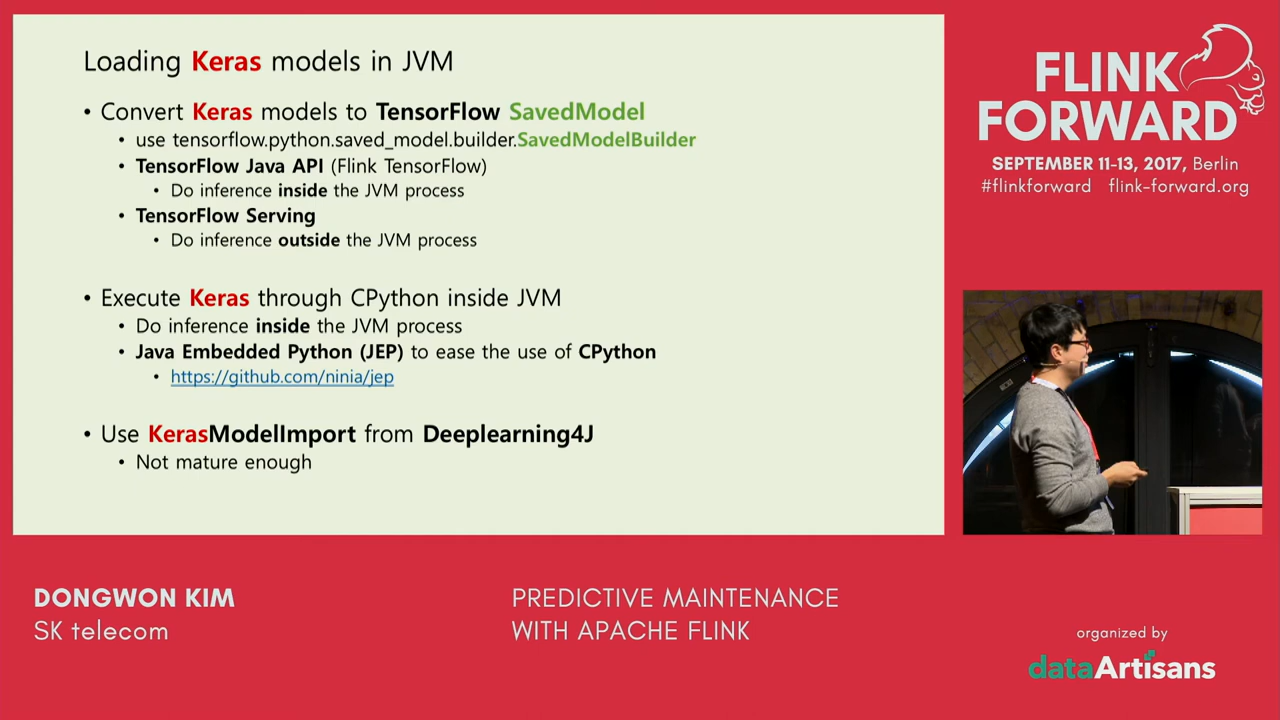 Loading Keras models in JVM
• Convert Keras models to TensorFlow SavedModel
• use tensorflow.python.saved_model.builder.SavedModelBuilder
• TensorFlow Java API (Flink TensorFlow)
• Do inference inside the JVM process
• TensorFlow Serving
• Do inference outside the JVM process
• Execute Keras through CPython inside JVM
• Do inference inside the JVM process
• Java Embedded Python (JEP) to ease the use of CPython
• https://github.com/ninia/jep
• Use KerasModelImport from Deeplearning4J
• Not mature enough
FLINK
FORWARD
SEPTEMBER 11-13, 2017, Berlin
#flinkforward flink-forward.org
DONGWON KIM
SK telecom
PREDICTIVE MAINTENANCE
WITH APACHE FLINK
organized by
dataArtisans